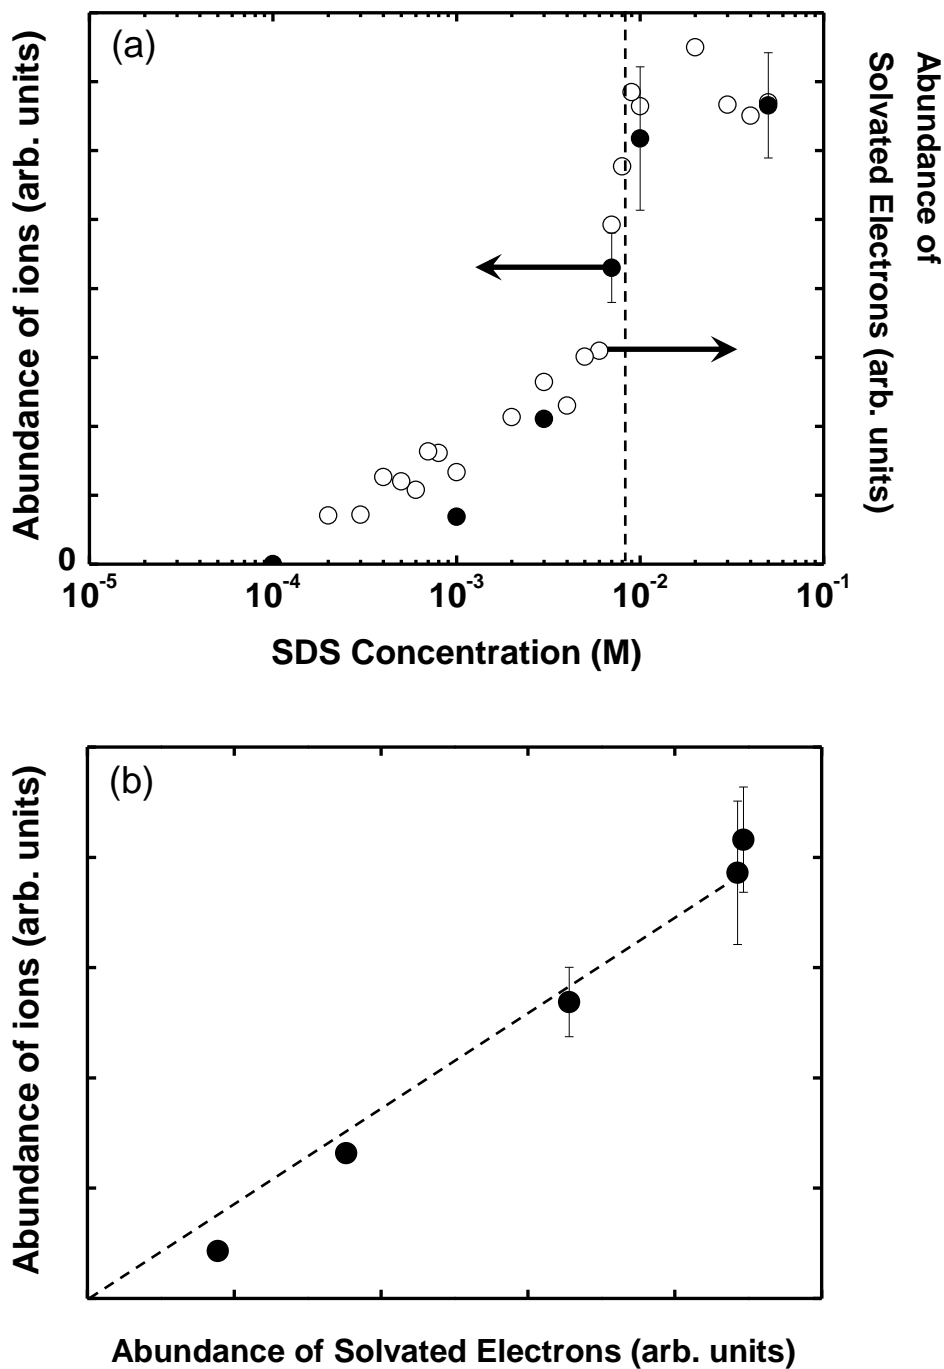 (a)
Abundance of ions (arb. units)
Abundance of
Solvated Electrons (arb. units)
0
10-5 10-4 10-3 10-2 10-1
SDS Concentration (M)
(b)
Abundance of ions (arb. units)
Abundance of Solvated Electrons (arb. units)